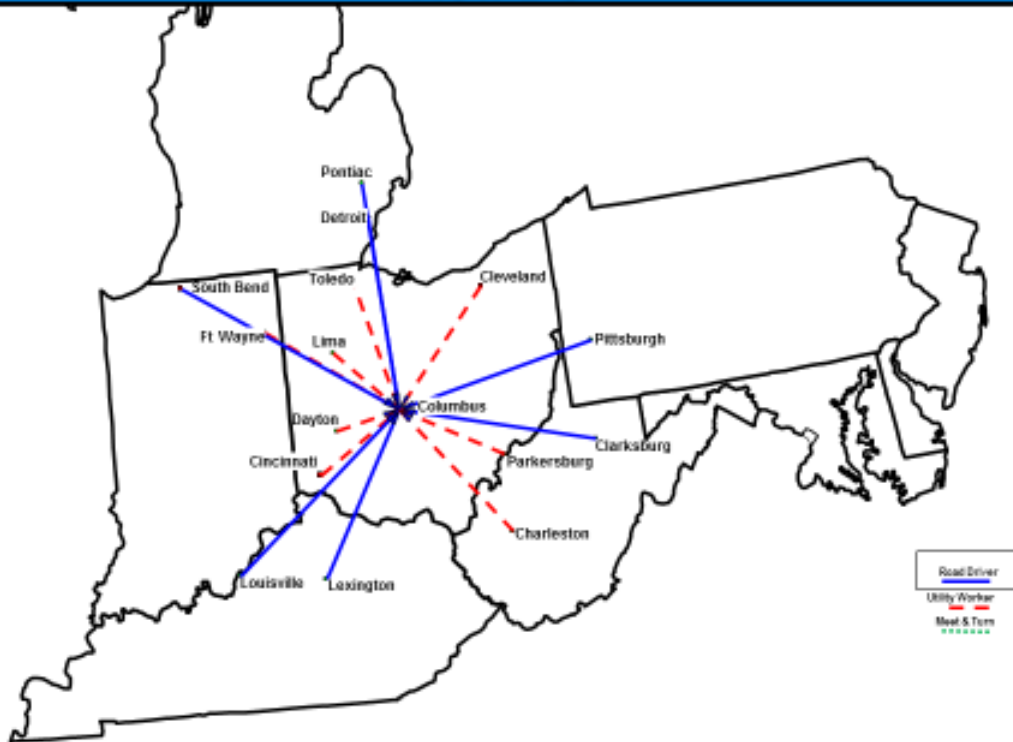 Pontiac
Detroit
Toledo
Cleveland
South Bend
Ft Wayne
Lima
Pittsburgh
Columbus
Dayton
Clarksburg
Cincinnati
Parkersburg
Charleston
Louisville
Lexington
Road Driver
Utility Worker
Meet & Turn